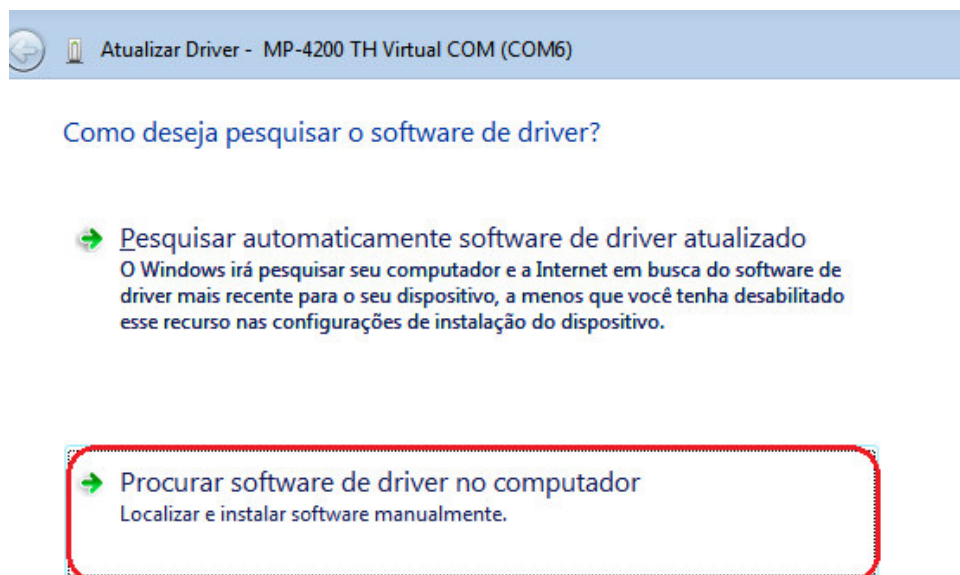 Atualizar Driver - MP-4200 TH Virtual COM (COM6)
Como deseja pesquisar o software de driver?
Pesquisar automaticamente software de driver atualizado
O Windows irá pesquisar seu computador e a Internet em busca do software de
driver mais recente para o seu dispositivo, a menos que você tenha desabilitado
esse recurso nas configurações de instalação do dispositivo.
Procurar software de driver no computador
Localizar e instalar software manualmente.